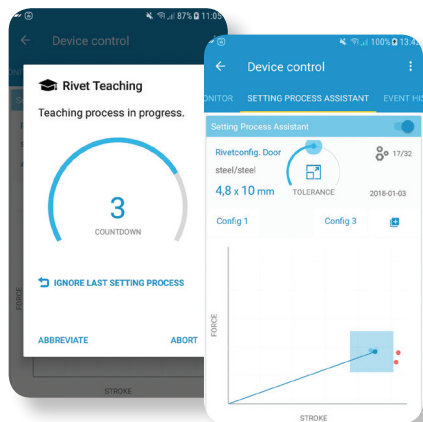 87% 11:05
Device control
Rivet Teaching
Teaching process in progress.
3
COUNTDOWN
IGNORE LAST SETTING PROCESS
ABBREVIATE ABORT
FORCE
STROKE
100% 13:43
Device control
ONITOR SETTING PROCESS ASSISTANT EVENT HIS
Setting Process Assistant
Rivetconfig. Door
17/32
steel/steel
4,8 x 10 mm
TOLERANCE
2018-01-03
Config 1 Config 3
FORCE
STROKE